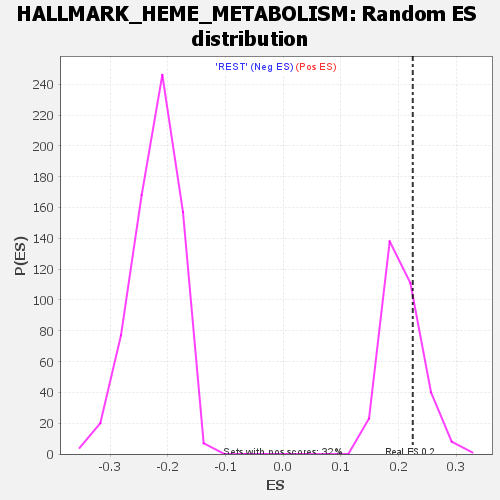 HALLMARK_HEME_METABOLISM: Random ES
distribution
'REST' (Neg ES) (Pos ES)
240
220
200
180
160
140
120
100
80
60
40
20
0
P(ES)
Sets with pos scores: 32%
Real ES 0.2
-0.3 -0.2 -0.1 0.0 0.1 0.2 0.3
ES